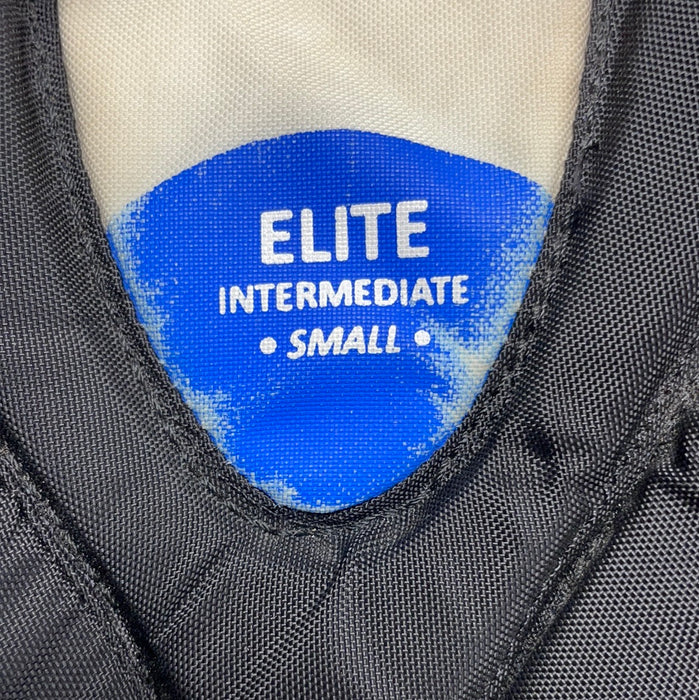 ELITE
INTERMEDIATE
• SMALL •